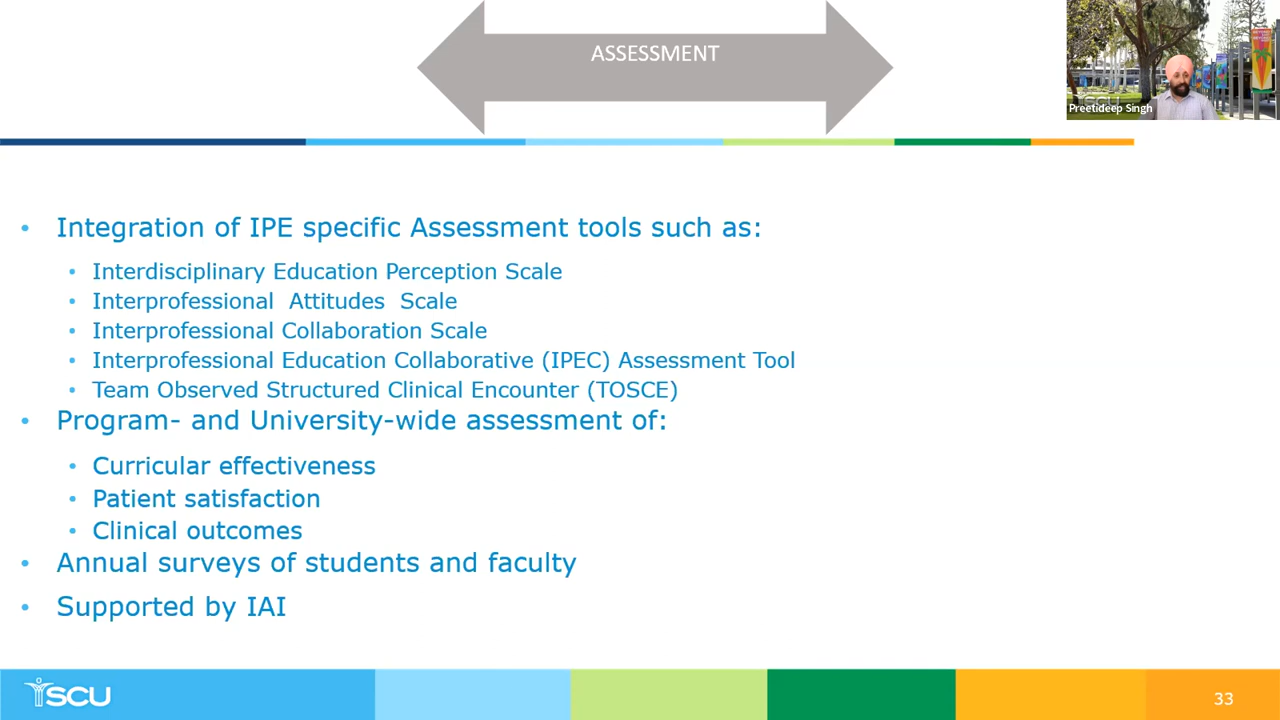 ASSESSMENT
Preetideep Singh
• Integration of IPE specific Assessment tools such as:
• Interdisciplinary Education Perception Scale
• Interprofessional Attitudes Scale
• Interprofessional Collaboration Scale
• Interprofessional Education Collaborative (IPEC) Assessment Tool
• Team Observed Structured Clinical Encounter (TOSCE)
• Program- and University-wide assessment of:
• Curricular effectiveness
• Patient satisfaction
• Clinical outcomes
• Annual surveys of students and faculty
• Supported by IAI
SCU
33